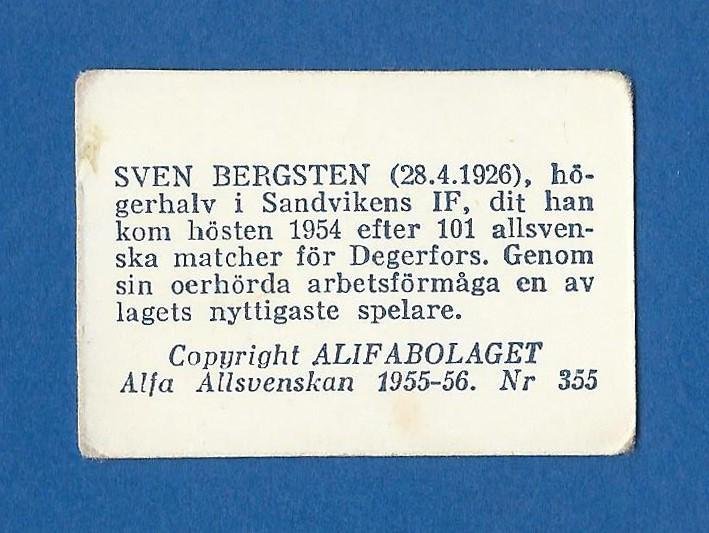 SVEN BERGSTEN (28.4.1926), hö-
gerhalv i Sandvikens IF, dit han
kom hösten 1954 efter 101 allsven-
ska matcher för Degerfors. Genom
sin oerhörda arbetsförmåga en av
lagets nyttigaste spelare.
Copyright ALIFABOLAGET
Alfa Allsvenskan 1955-56. Nr 355